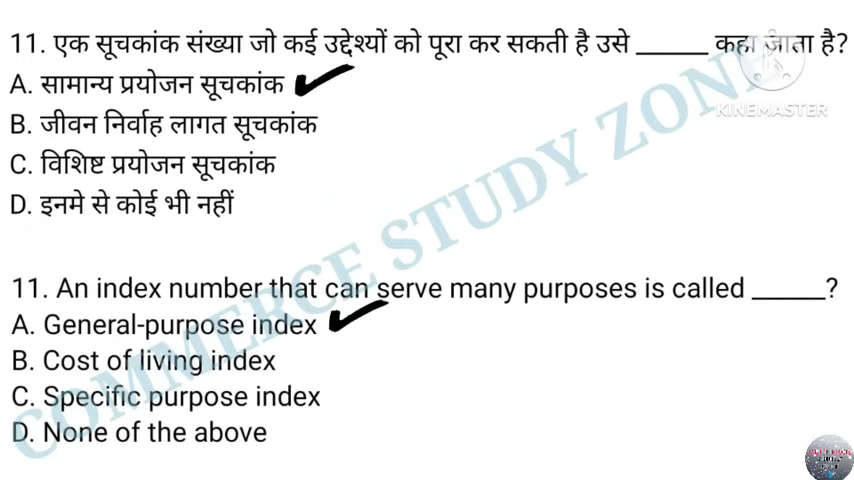 11. एक सूचकांक संख्या जो कई उद्देश्यों को पूरा कर सकती है उसे ______ कहा जाता है?
A. सामान्य प्रयोजन सूचकांक
B. जीवन निर्वाह लागत सूचकांक
C. विशिष्ट प्रयोजन सूचकांक
D. इनमे से कोई भी नहीं
KINEMASTER
COMMERCE STUDY ZONE
11. An index number that can serve many purposes is called ______?
A. General-purpose index
B. Cost of living index
C. Specific purpose index
D. None of the above